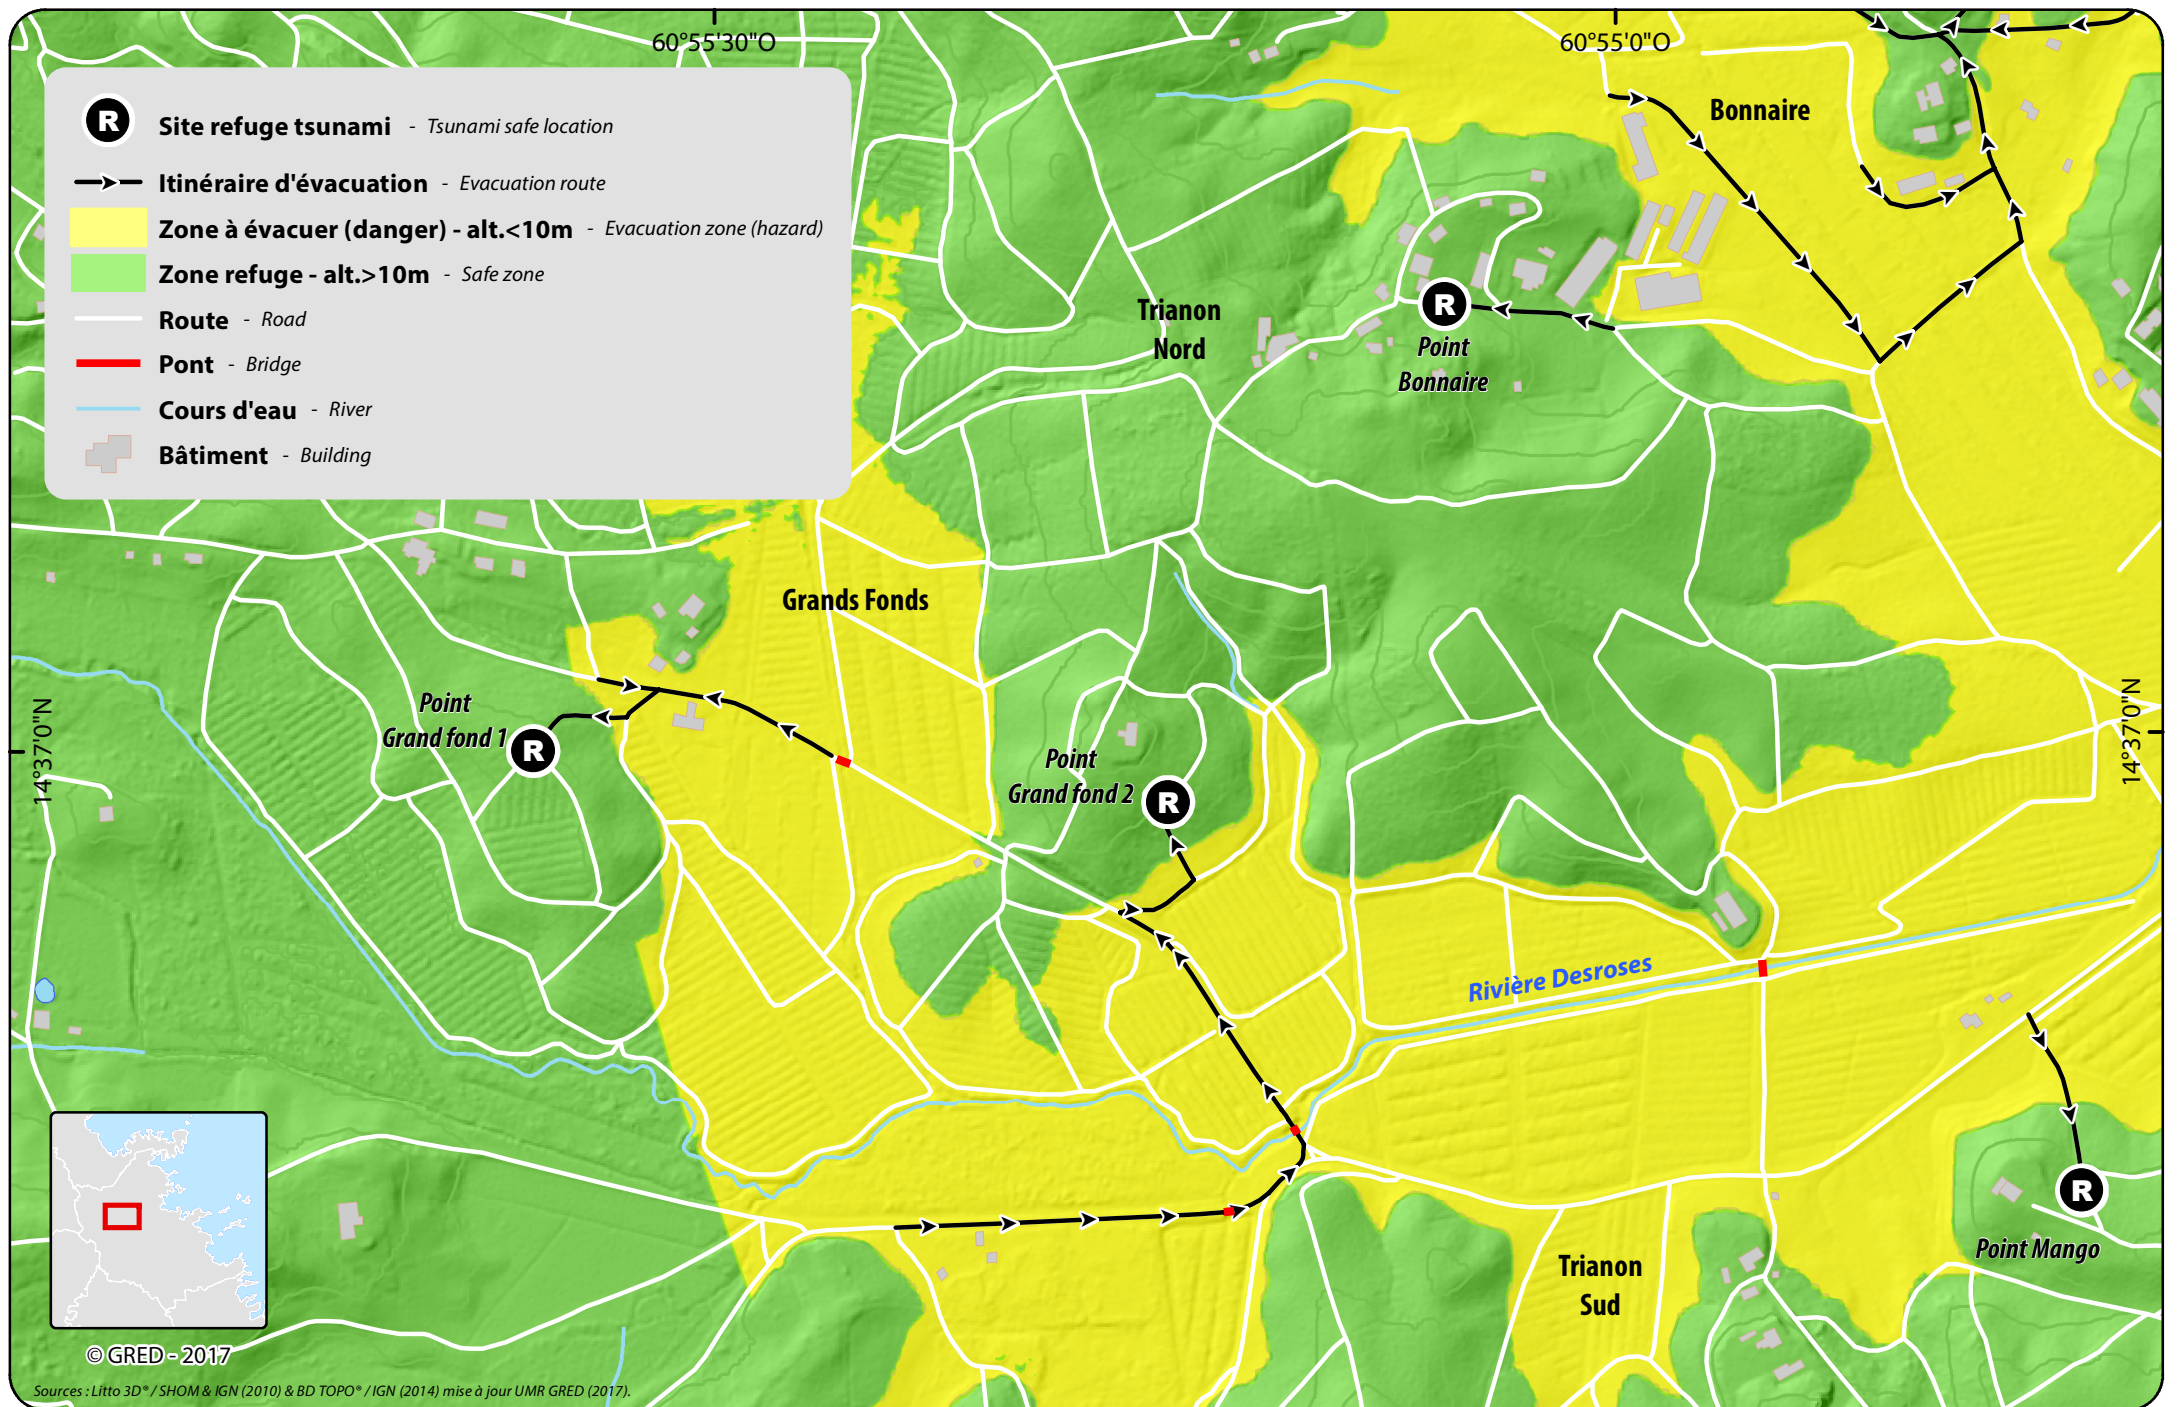 60°55'30"O
60°55'0"O
R
Site refuge tsunami - Tsunami safe location
Itinéraire d'évacuation - Evacuation route
Zone à évacuer (danger) - alt.<10m - Evacuation zone (hazard)
Zone refuge - alt.>10m - Safe zone
Route - Road
Pont - Bridge
Cours d'eau - River
Bâtiment - Building
Bonnaire
Trianon
Nord
R
Point
Bonnaire
Grands Fonds
Point
Grand fond 1
R
Point
Grand fond 2
R
14°37'0"N
14°37'0"N
Rivière Desroses
R
Point Mango
Trianon
Sud
© GRED - 2017
Sources : Litto 3D® / SHOM & IGN (2010) & BD TOPO® / IGN (2014) mise à jour UMR GRED (2017).